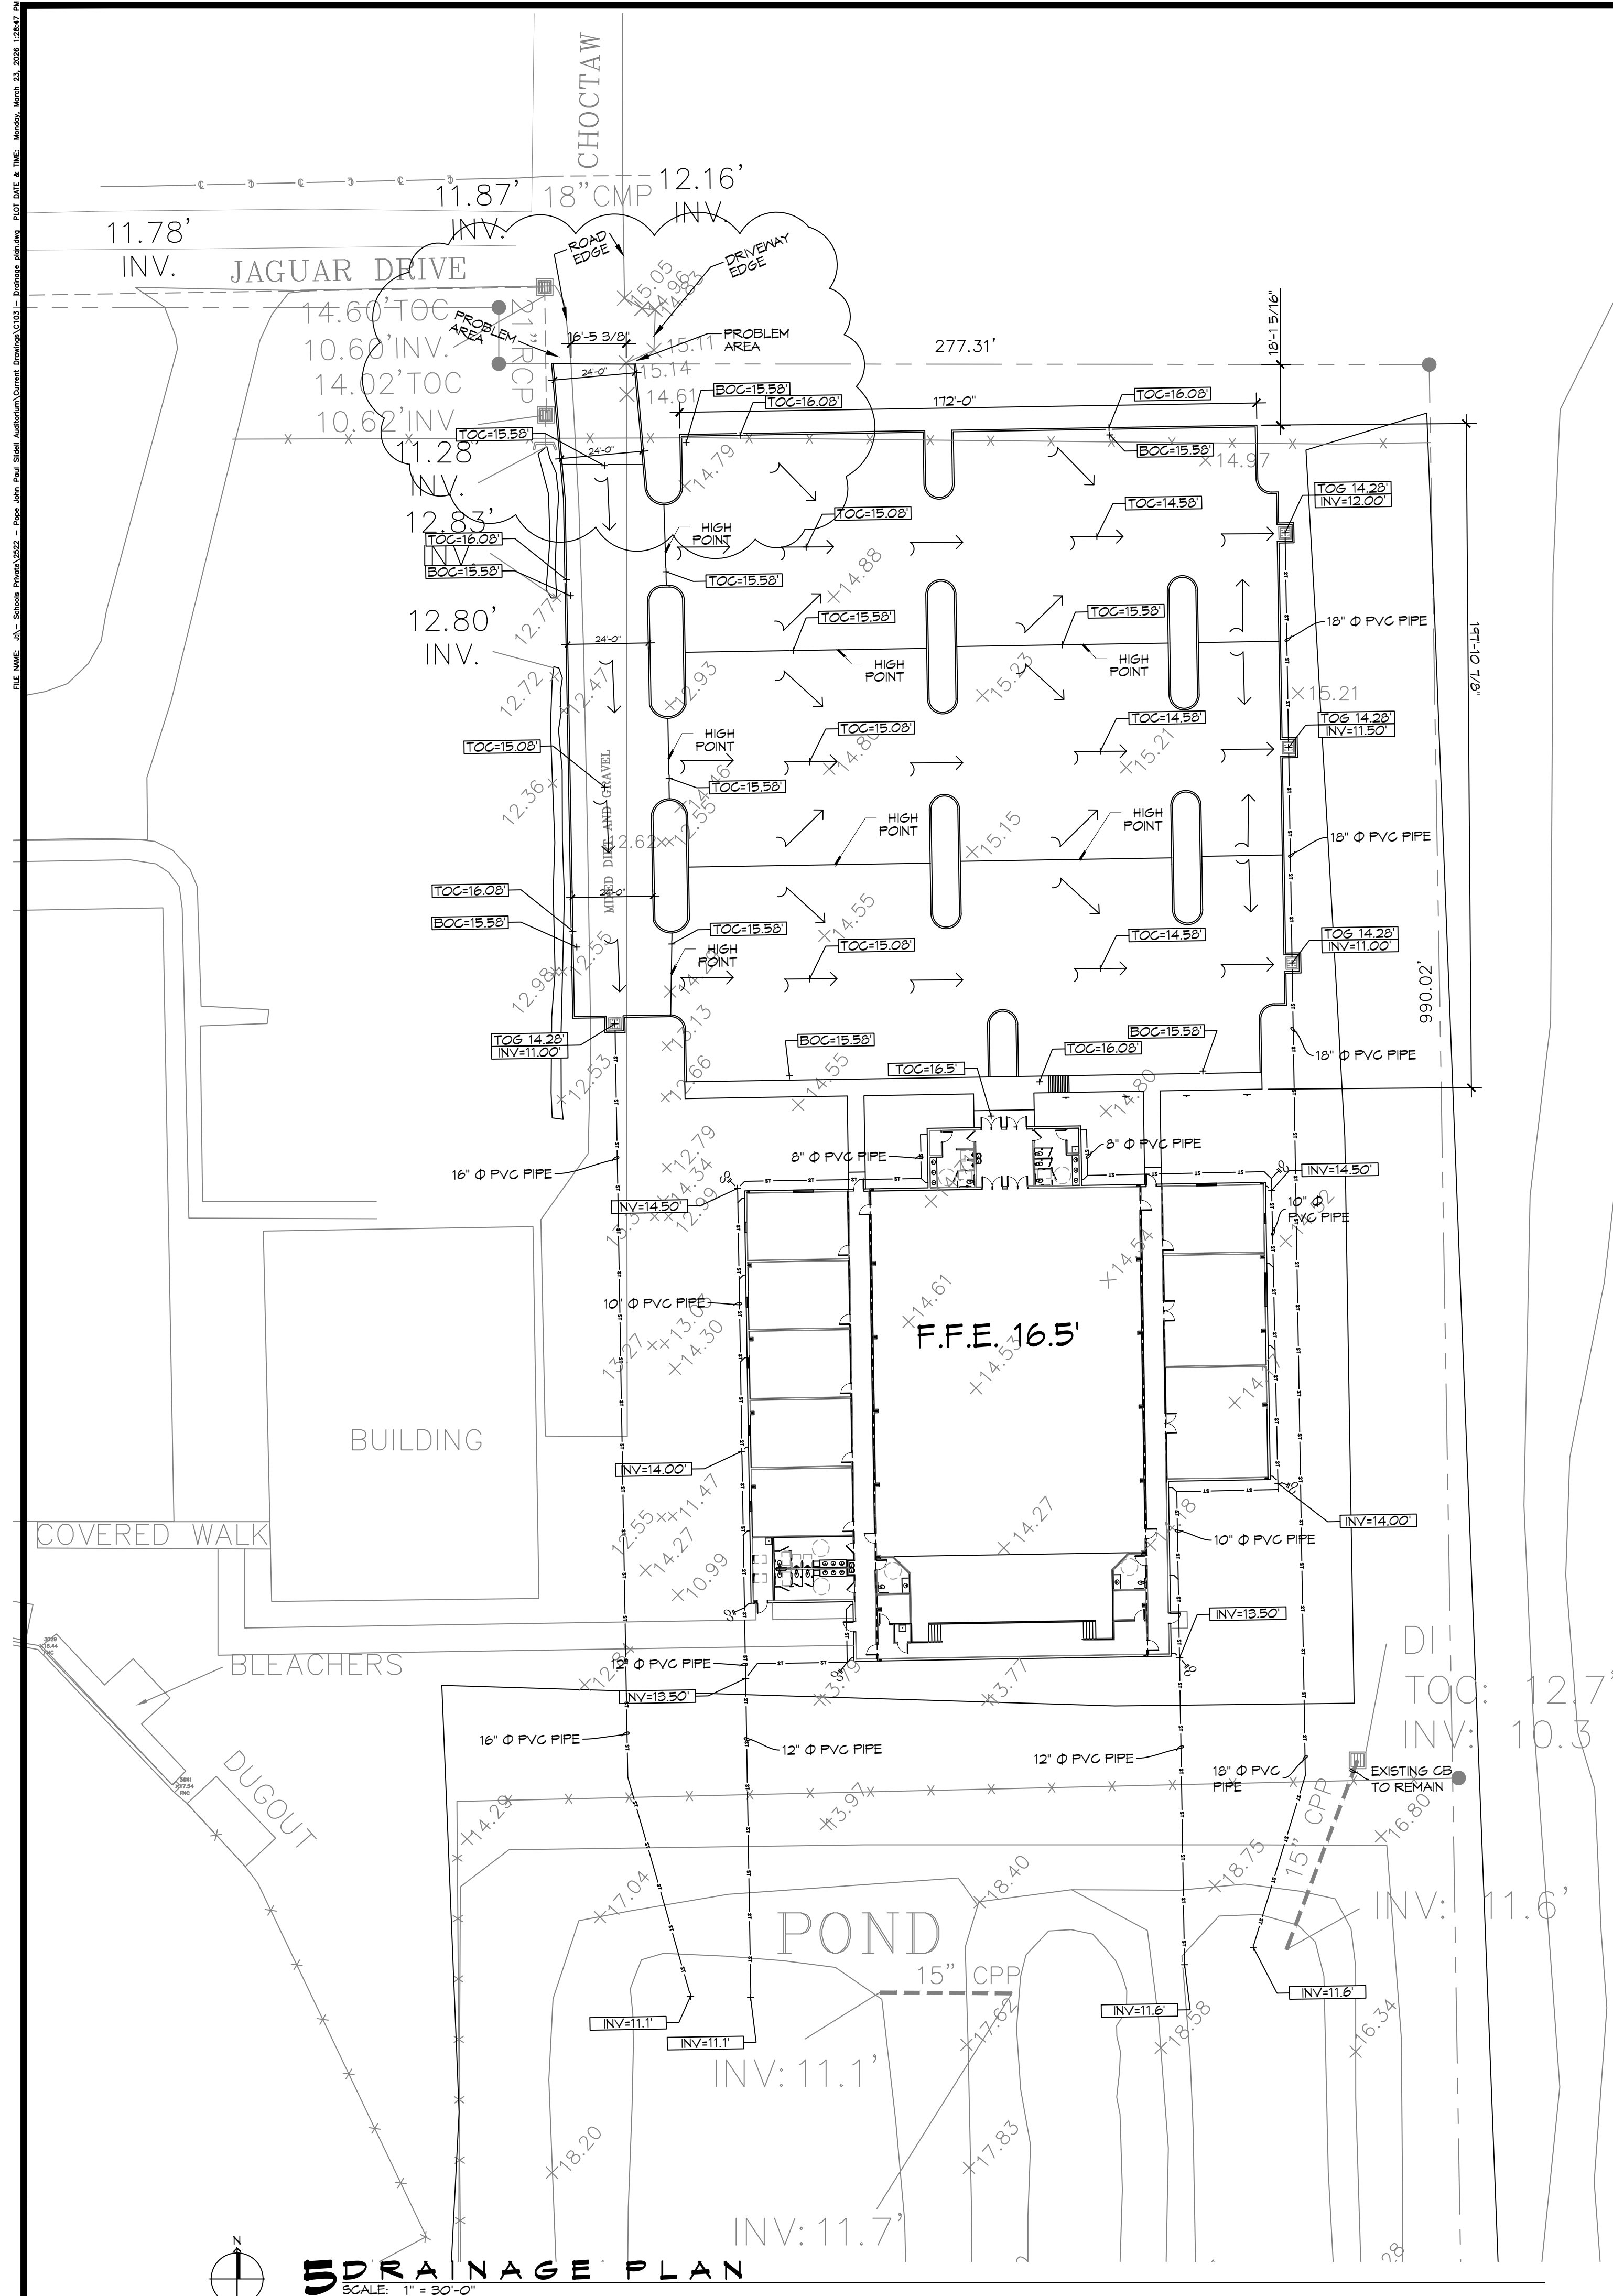 FILE NAME: J:\- Schools Private\2522 - Pope John Paul Slidell Auditorium\Current Drawings\C103 - Drainage plan.dwg PLOT DATE & TIME: Monday, March 23, 2026 1:28:47 PM
CHOCTAW
11.87'
INV.
18"CMP
12.16'
INV.
11.78'
INV.
JAGUAR DRIVE
ROAD
EDGE
DRIVEWAY
EDGE
15.05
14.96
14.83
14.60'TOC
10.60'INV.
14.02'TOC
10.62'INV.
21" RCP
PROBLEM
AREA
16'-5 3/8"
PROBLEM
AREA
15.11
15.14
14.61
24'-0"
277.31'
18'-1 5/16"
BOC=15.58'
TOC=16.08'
172'-0"
TOC=16.08'
TOC=15.58'
BOC=15.58'
24'-0"
11.28'
INV.
14.79
14.97
TOG 14.28'
INV=12.00'
12.83'
INV.
TOC=16.08'
BOC=15.58'
HIGH
POINT
TOC=15.08'
TOC=14.58'
TOC=15.58'
14.88
TOC=15.58'
TOC=15.58'
18" Φ PVC PIPE
12.77
12.80'
INV.
24'-0"
HIGH
POINT
HIGH
POINT
197'-10 7/8"
12.72
12.47
12.93
15.23
15.21
TOC=15.08'
HIGH
POINT
TOC=15.08'
TOC=14.58'
TOG 14.28'
INV=11.50'
14.80
15.21
MIXED DIRT AND GRAVEL
TOC=15.58'
14.46
12.36
12.62
12.55
HIGH
POINT
HIGH
POINT
15.15
18" Φ PVC PIPE
TOC=16.08'
24'-0"
BOC=15.58'
14.55
TOC=15.58'
TOC=15.08'
TOC=14.58'
TOG 14.28'
INV=11.00'
HIGH
POINT
12.55
12.98
990.02'
TOG 14.28'
INV=11.00'
13.13
BOC=15.58'
BOC=15.58'
TOC=16.08'
18" Φ PVC PIPE
TOC=16.5'
12.53
12.66
14.55
14.80
16" Φ PVC PIPE
12.79
14.34
12.99
8" Φ PVC PIPE
8" Φ PVC PIPE
INV=14.50'
INV=14.50'
10" Φ
PVC PIPE
14.54
10" Φ PVC PIPE
14.61
F.F.E. 16.5'
14.53
14.30
13.27
BUILDING
INV=14.00'
11.47
12.55
14.27
10.99
14.27
INV=14.00'
10" Φ PVC PIPE
COVERED WALK
INV=13.50'
BLEACHERS
12" Φ PVC PIPE
INV=13.50'
13.79
13.77
DI
TOC: 12.7'
INV: 10.3
16" Φ PVC PIPE
12" Φ PVC PIPE
12" Φ PVC PIPE
18" Φ PVC
PIPE
EXISTING CB
TO REMAIN
DUGOUT
14.29
13.97
15" CPP
16.80
17.04
18.40
18.75
POND
INV: 11.6'
15" CPP
INV=11.6'
INV=11.6'
INV=11.1'
INV=11.1'
17.62
18.58
16.34
INV: 11.1'
18.20
17.83
INV: 11.7'
N
5 DRAINAGE PLAN
SCALE: 1" = 30'-0"